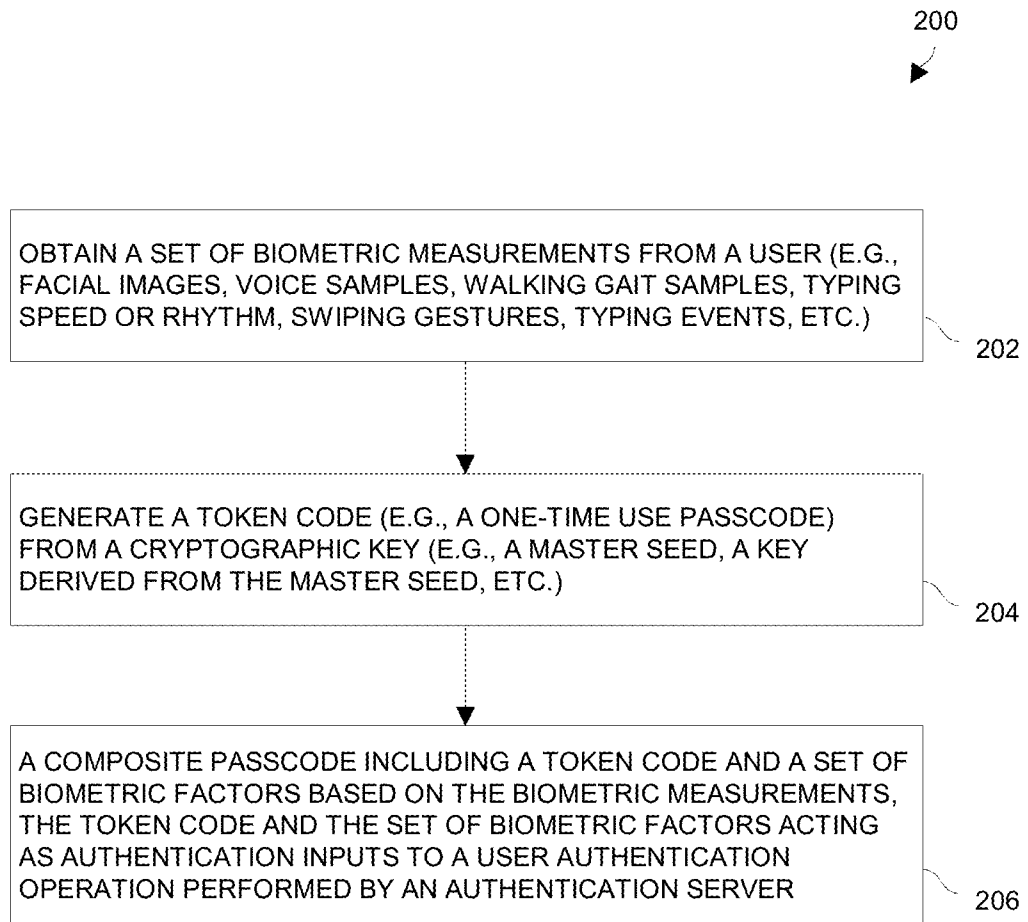 200
OBTAIN A SET OF BIOMETRIC MEASUREMENTS FROM A USER (E.G.,
FACIAL IMAGES, VOICE SAMPLES, WALKING GAIT SAMPLES, TYPING
SPEED OR RHYTHM, SWIPING GESTURES, TYPING EVENTS, ETC.)
202
GENERATE A TOKEN CODE (E.G., A ONE-TIME USE PASSCODE)
FROM A CRYPTOGRAPHIC KEY (E.G., A MASTER SEED, A KEY
DERIVED FROM THE MASTER SEED, ETC.)
204
A COMPOSITE PASSCODE INCLUDING A TOKEN CODE AND A SET OF
BIOMETRIC FACTORS BASED ON THE BIOMETRIC MEASUREMENTS,
THE TOKEN CODE AND THE SET OF BIOMETRIC FACTORS ACTING
AS AUTHENTICATION INPUTS TO A USER AUTHENTICATION
OPERATION PERFORMED BY AN AUTHENTICATION SERVER
206